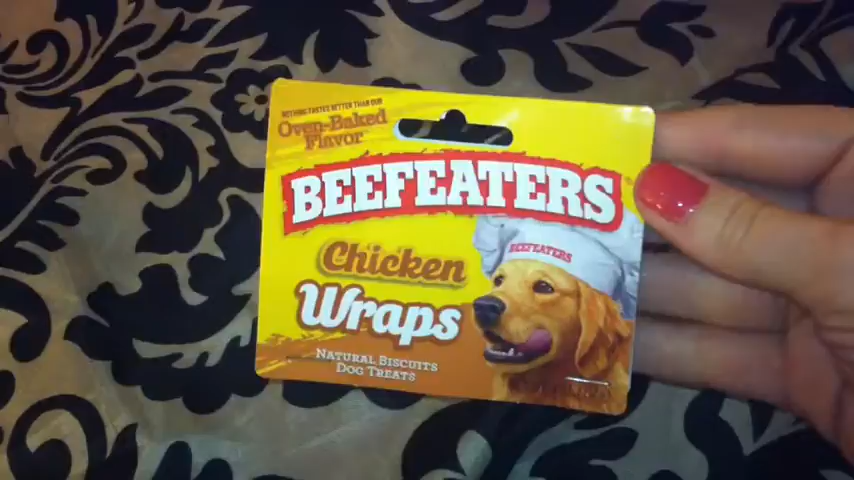 NOTHING TASTES BETTER THAN OUR
Oven-Baked
Flavor
BEEFEATERS
BEEFEATERS
Chicken
Wraps
NATURAL BISCUITS
DOG TREATS